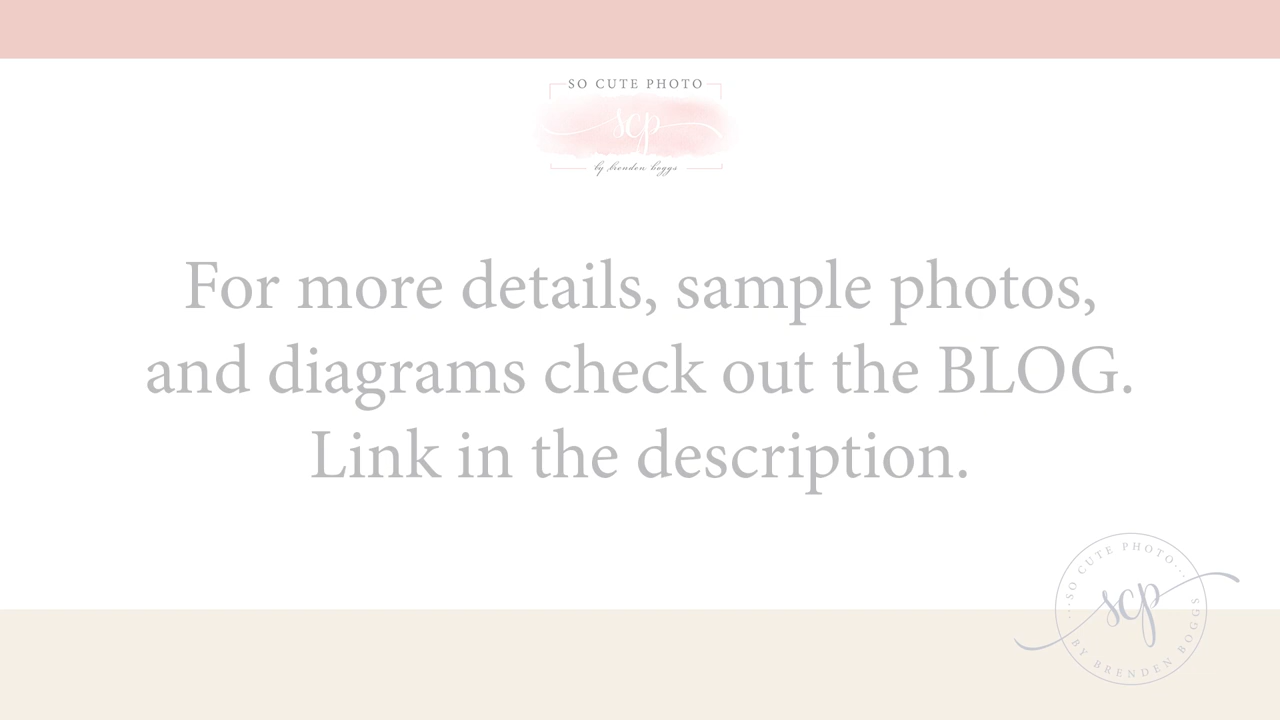 SO CUTE PHOTO
scp
by brenden boggs
For more details, sample photos,
and diagrams check out the BLOG.
Link in the description.
...SO CUTE PHOTO...
scp
BY BRENDEN BOGGS